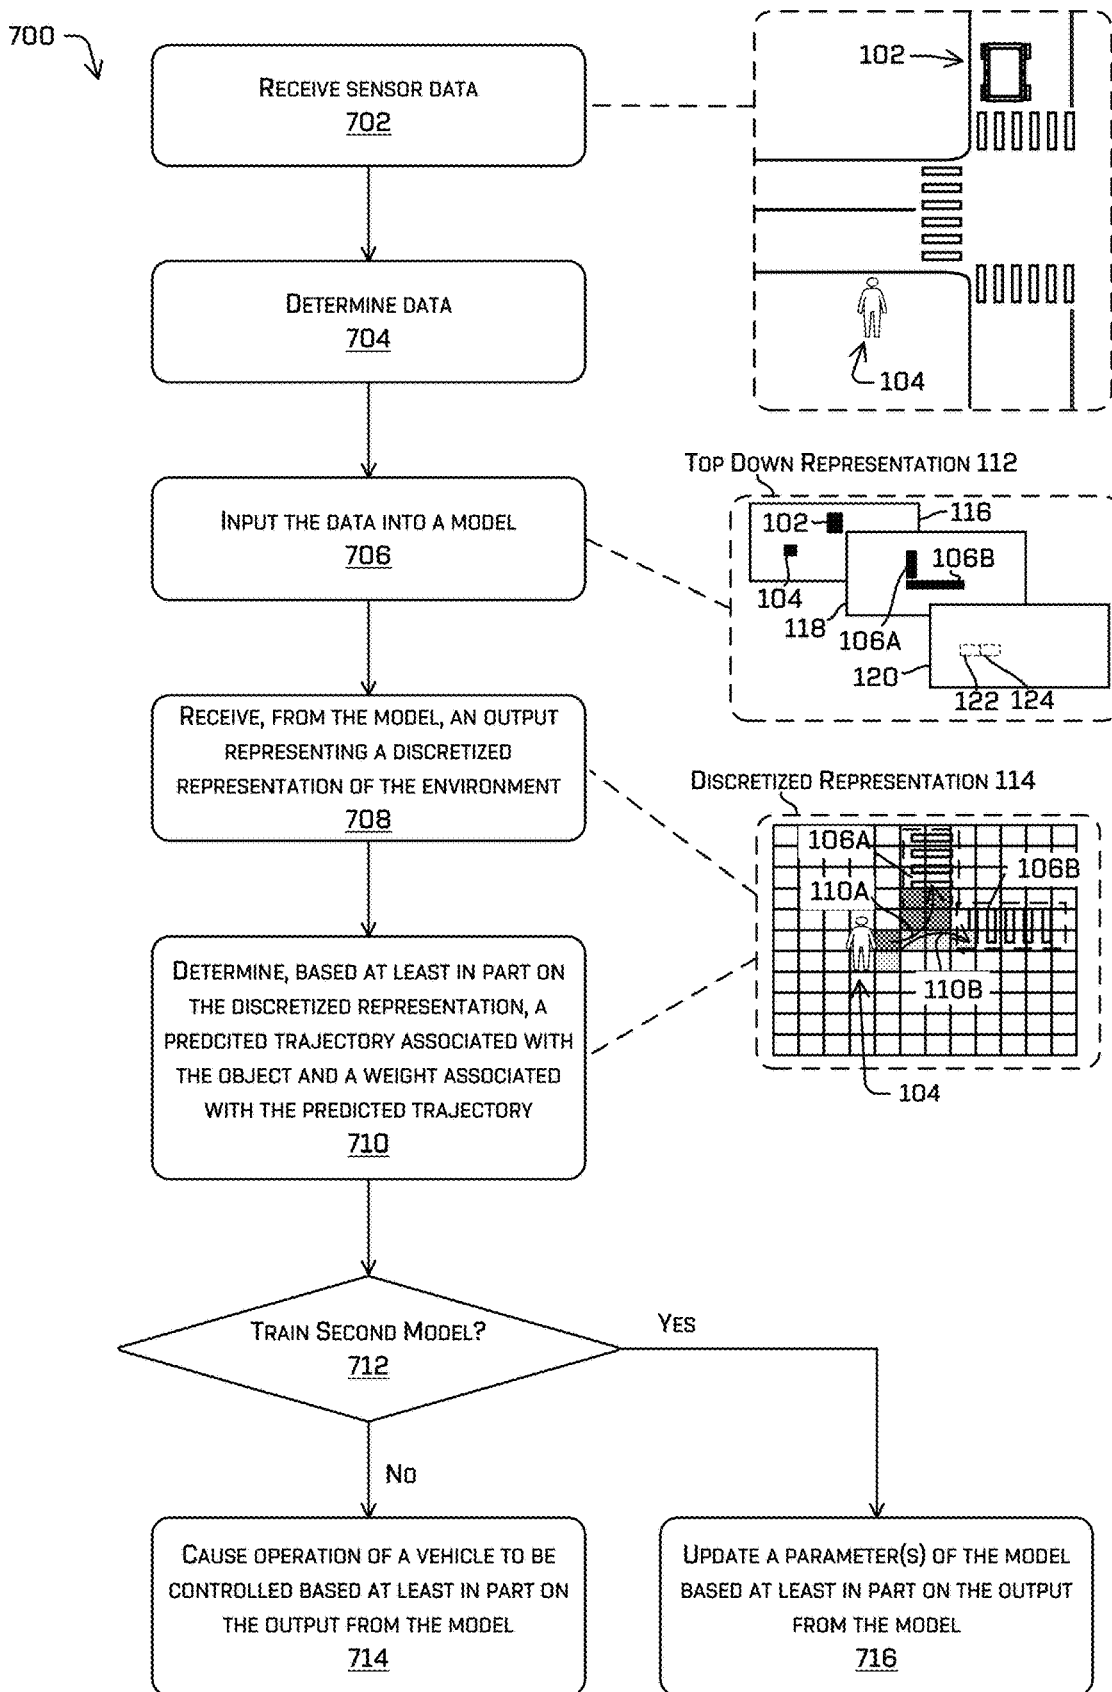 700
RECEIVE SENSOR DATA
702
102
104
DETERMINE DATA
704
INPUT THE DATA INTO A MODEL
706
TOP DOWN REPRESENTATION 112
102
116
104
106B
118
106A
120
122
124
RECEIVE, FROM THE MODEL, AN OUTPUT
REPRESENTING A DISCRETIZED
REPRESENTATION OF THE ENVIRONMENT
708
DISCRETIZED REPRESENTATION 114
106A
106B
110A
110B
104
DETERMINE, BASED AT LEAST IN PART ON
THE DISCRETIZED REPRESENTATION, A
PREDCITED TRAJECTORY ASSOCIATED WITH
THE OBJECT AND A WEIGHT ASSOCIATED
WITH THE PREDICTED TRAJECTORY
710
TRAIN SECOND MODEL?
712
YES
NO
CAUSE OPERATION OF A VEHICLE TO BE
CONTROLLED BASED AT LEAST IN PART ON
THE OUTPUT FROM THE MODEL
714
UPDATE A PARAMETER(S) OF THE MODEL
BASED AT LEAST IN PART ON THE OUTPUT
FROM THE MODEL
716